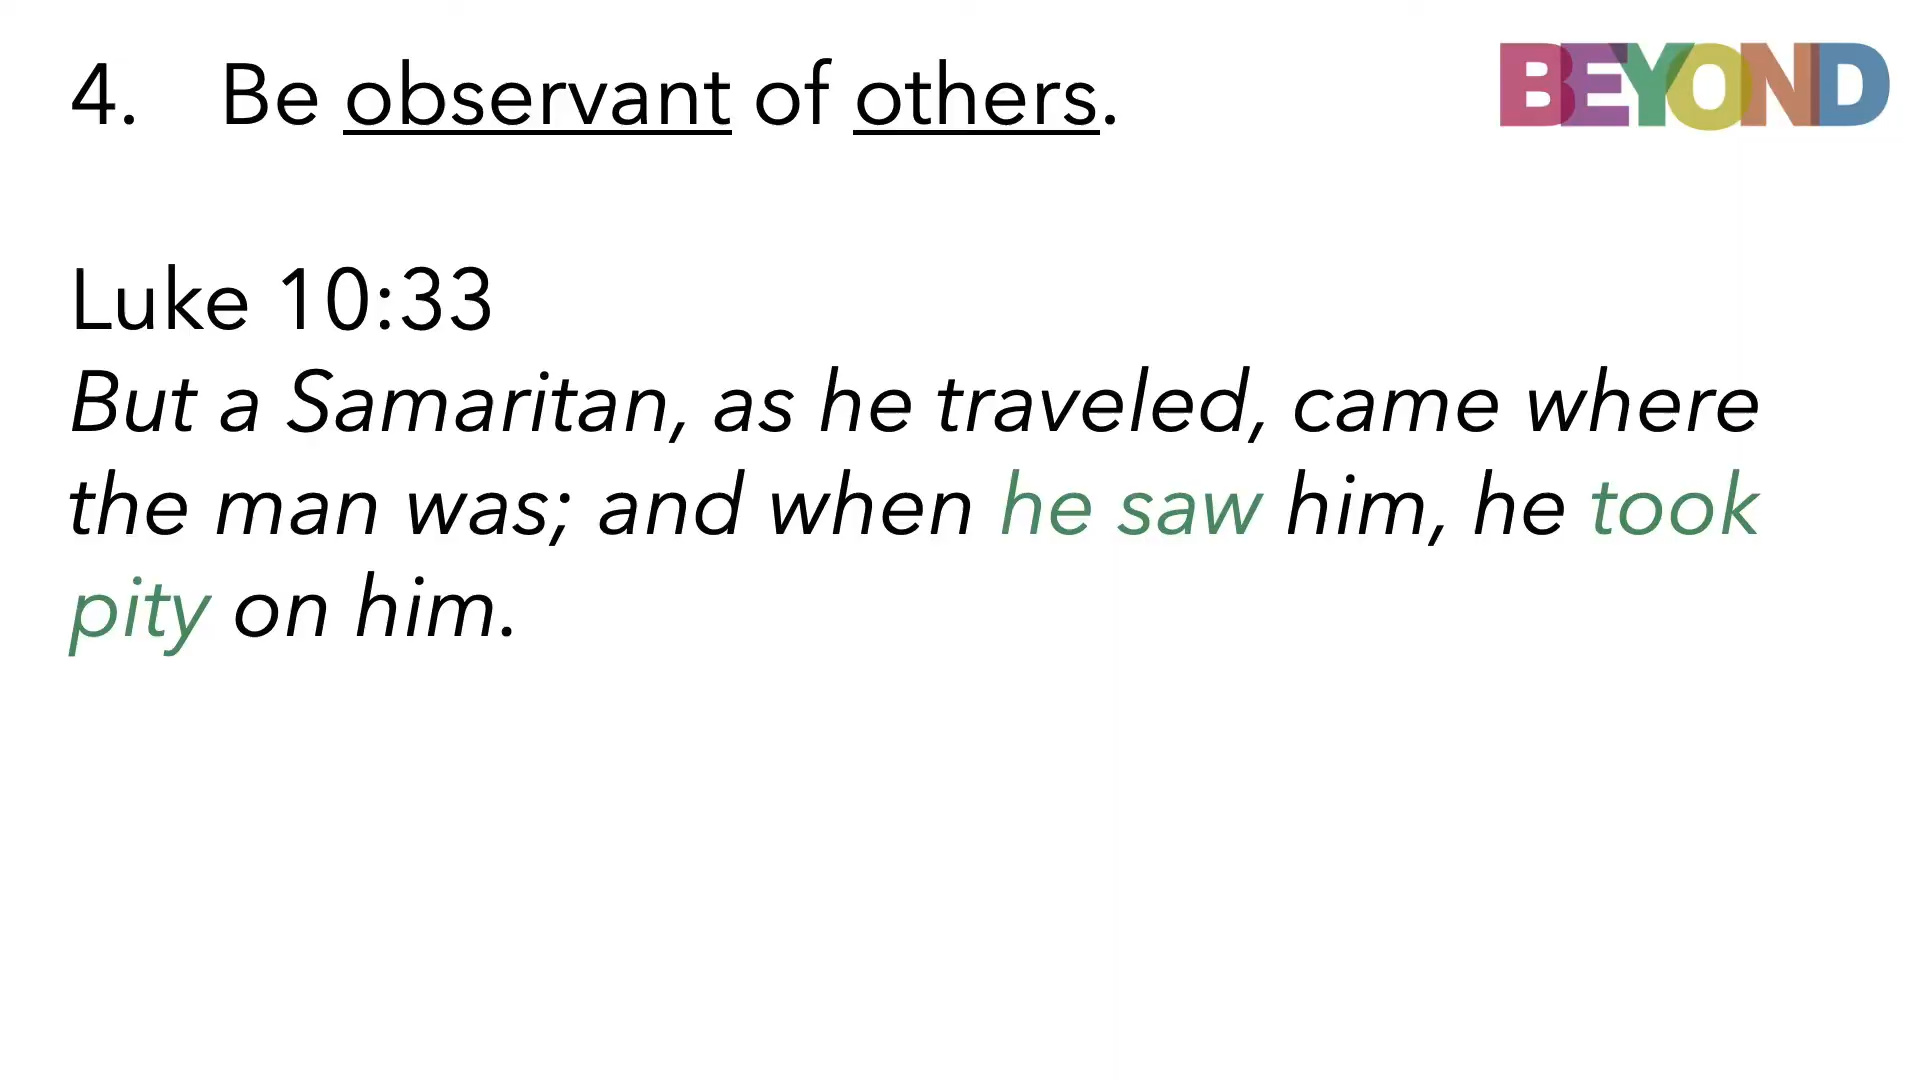 4. Be observant of others.
BEYOND
Luke 10:33
But a Samaritan, as he traveled, came where
the man was; and when he saw him, he took
pity on him.